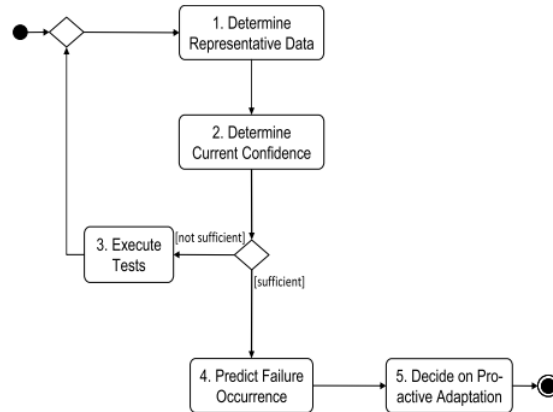 1. Determine
Representative Data
2. Determine
Current Confidence
[not sufficient]
3. Execute
Tests
[sufficient]
4. Predict Failure
Occurrence
5. Decide on Pro-
active Adaptation